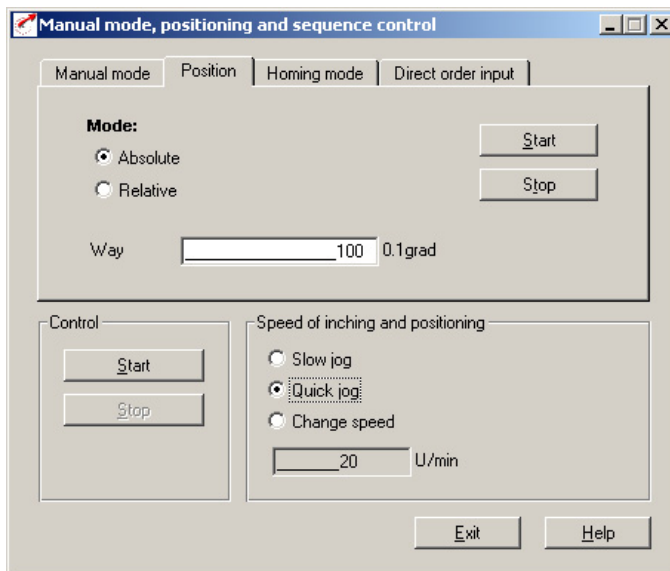 Manual mode, positioning and sequence control
Manual mode Position Homing mode Direct order input
Mode:
Absolute
Relative
Start
Stop
Way 100 0.1grad
Control
Start
Stop
Speed of inching and positioning
Slow jog
Quick jog
Change speed
20 U/min
Exit Help